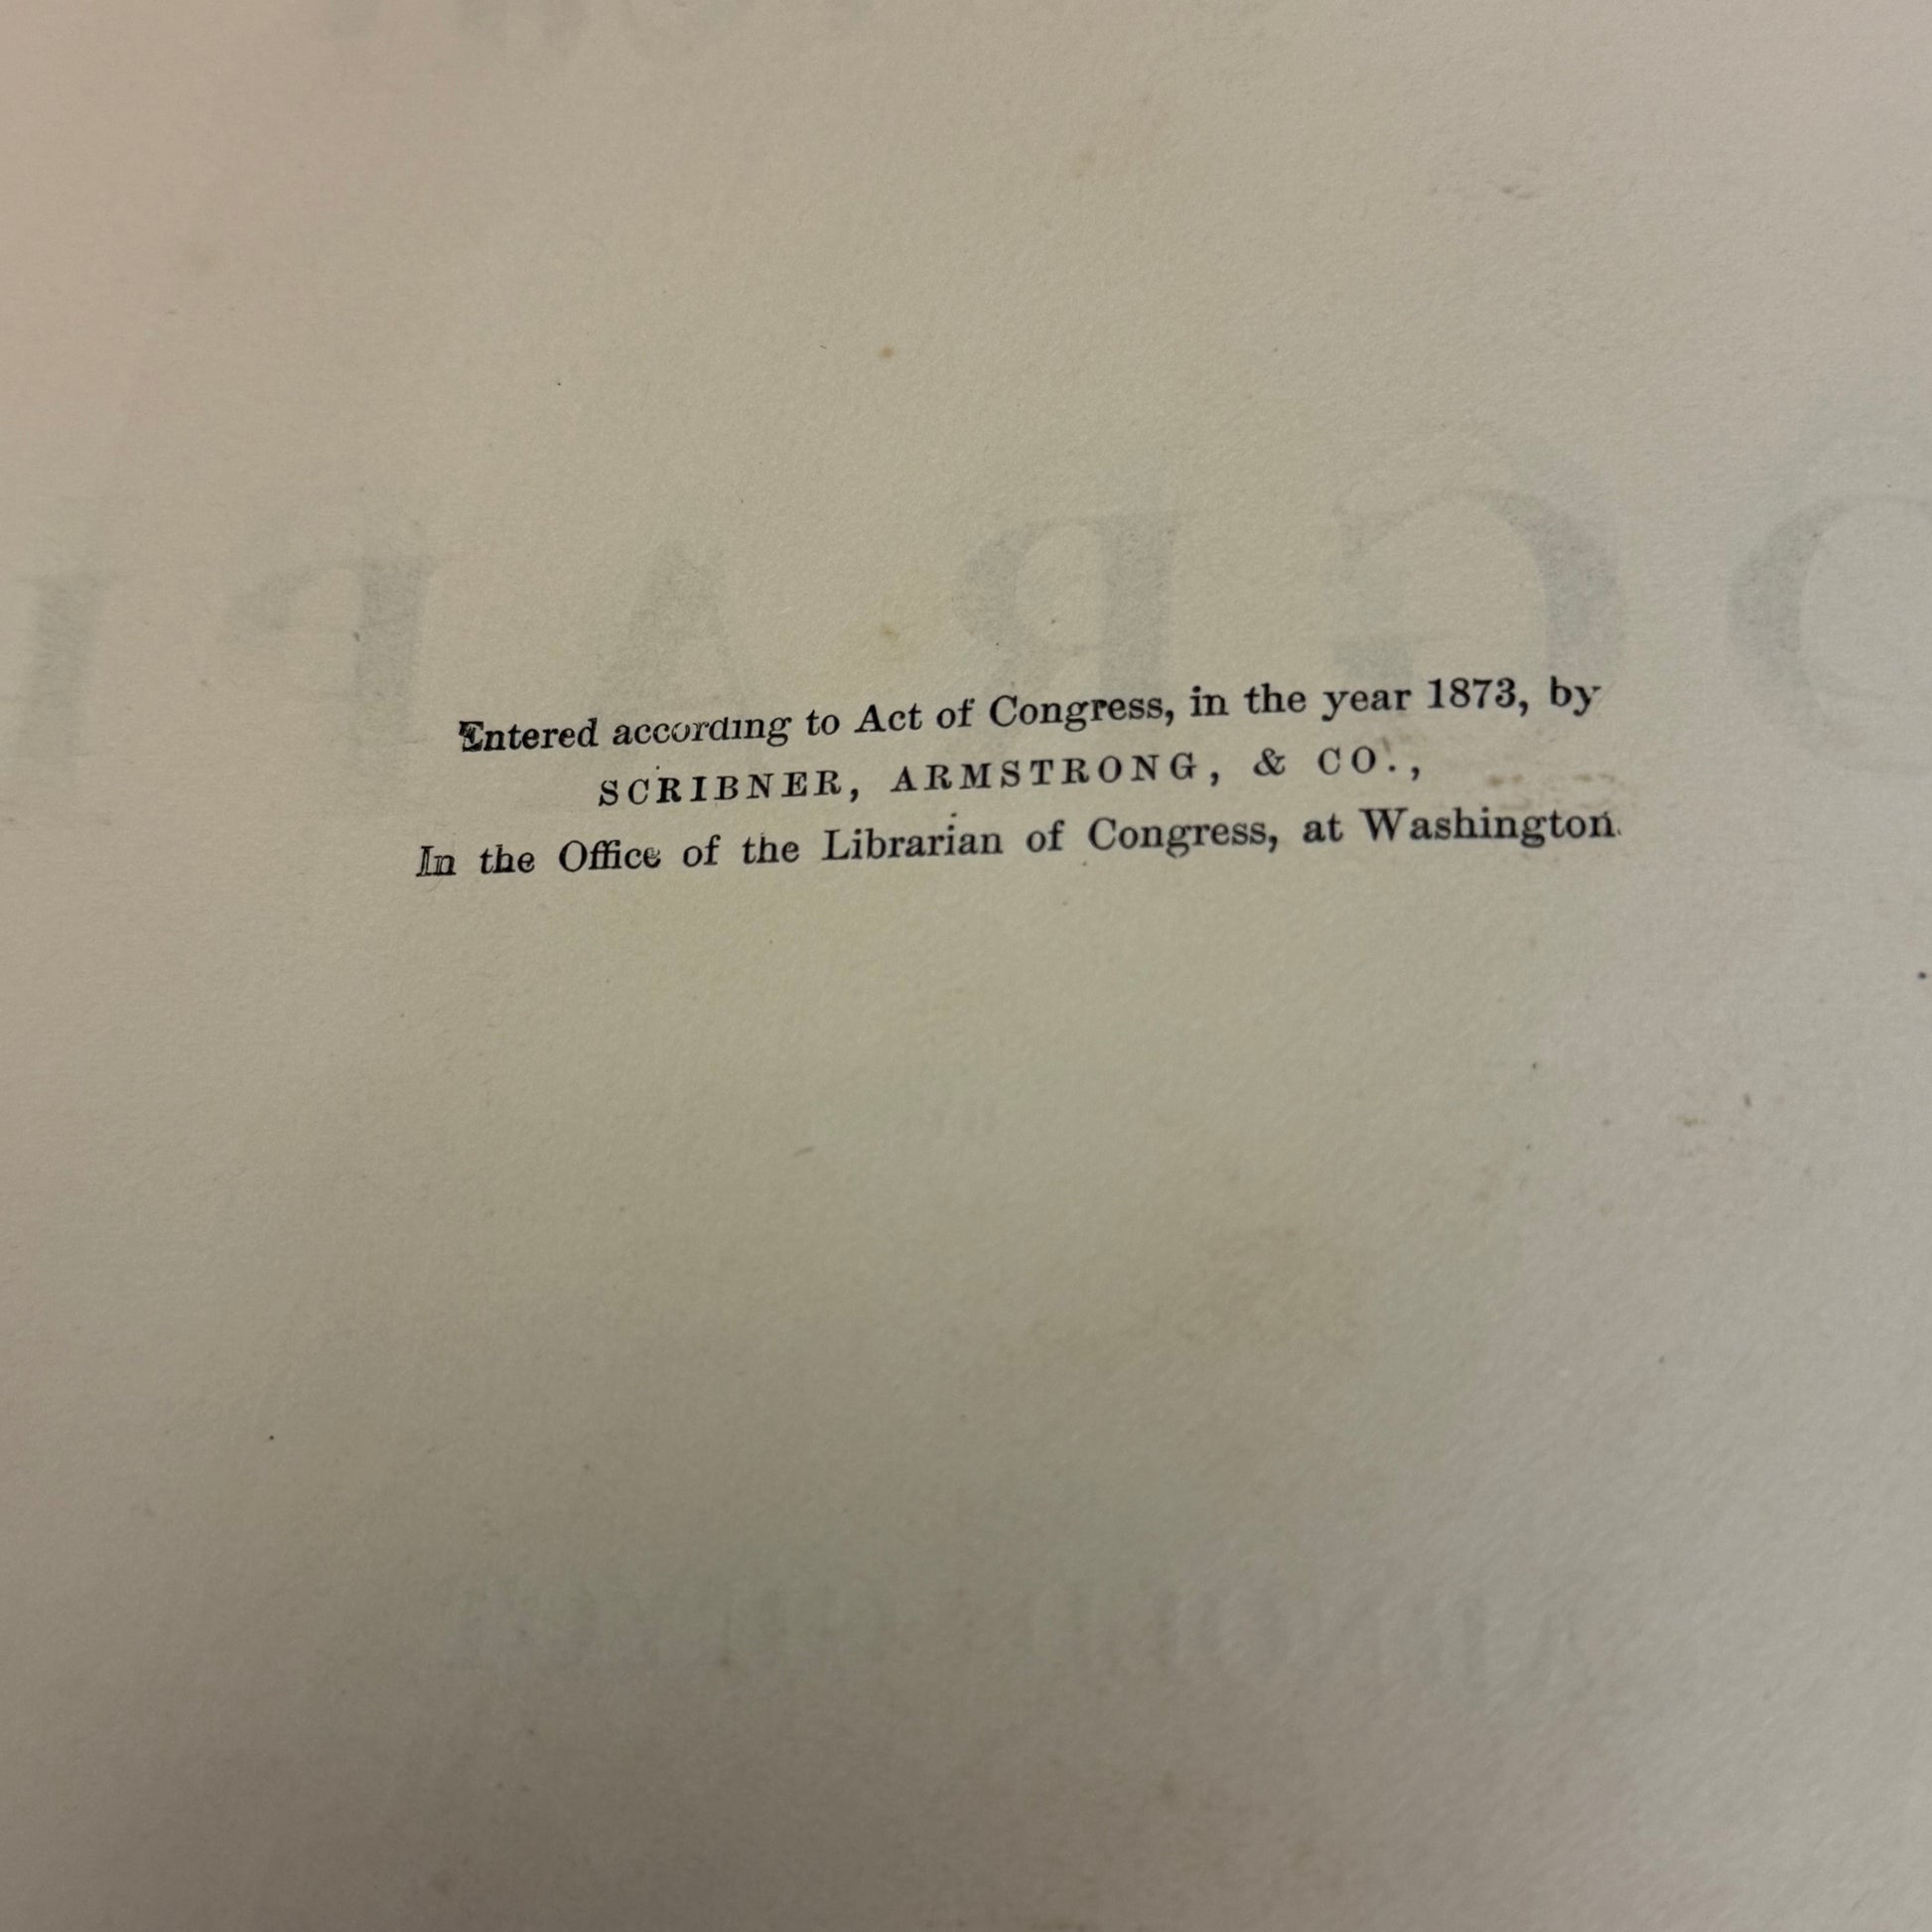 Entered according to Act of Congress, in the year 1873, by
SCRIBNER, ARMSTRONG, & CO.,
In the Office of the Librarian of Congress, at Washington.